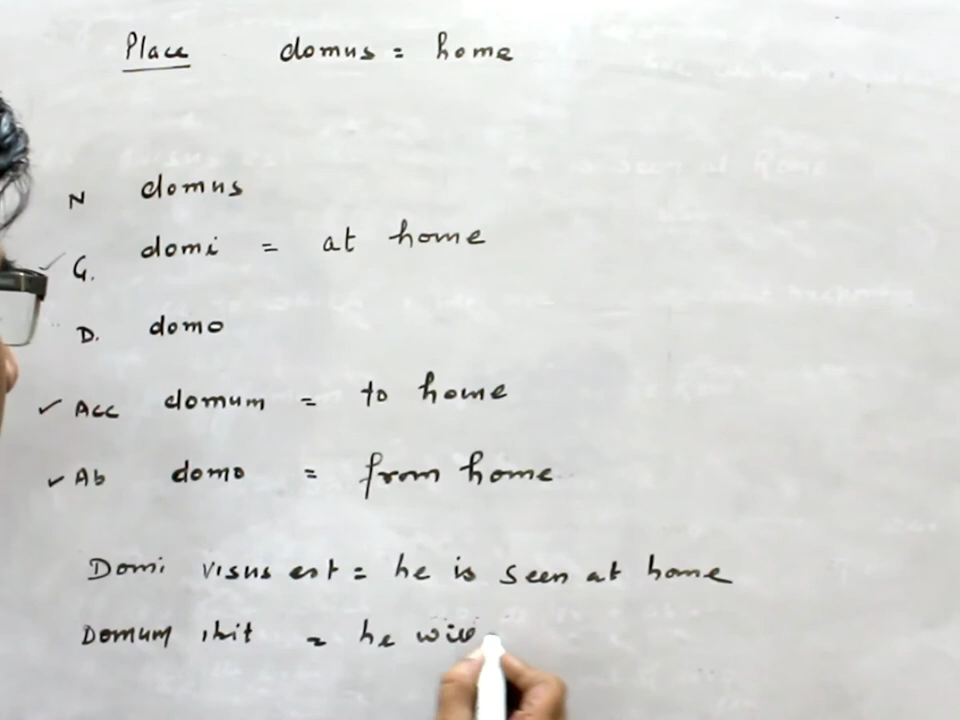 Place domus = home
N domus
G. domi = at home
D. domo
✓ Acc domum = to home
✓ Ab domo = from home
Domi visus est = he is seen at home
Domum ibit = he will